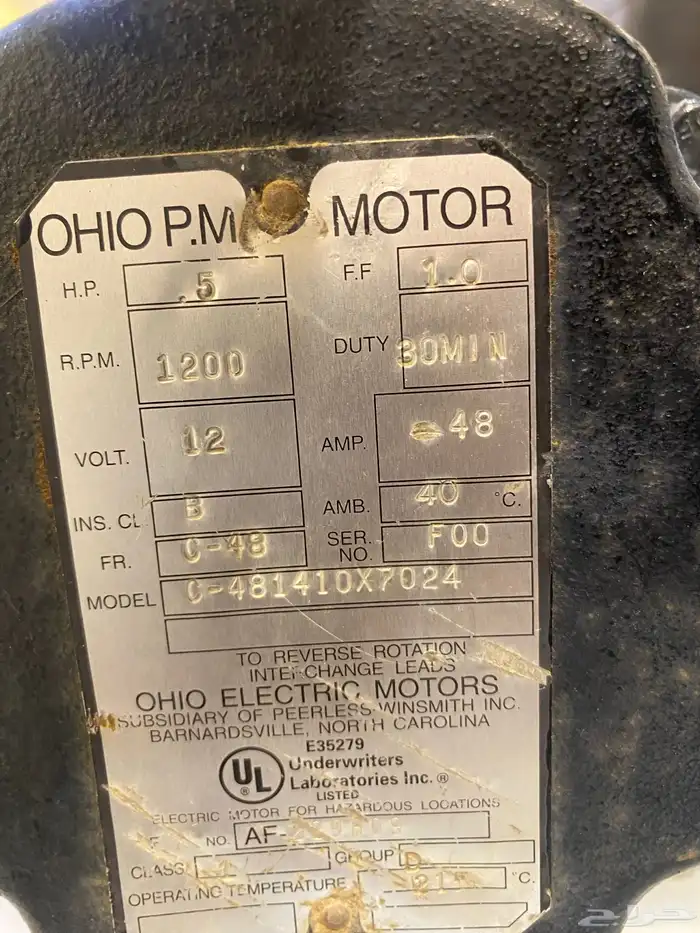 OHIO P.M. MOTOR
H.P. .5 F.F 1.0
R.P.M. 1200 DUTY 30MIN
VOLT. 12 AMP. 48
INS. CL B AMB. 40 °C.
FR. C-48 SER. NO. F00
MODEL C-481410X7024
TO REVERSE ROTATION
INTERCHANGE LEADS
OHIO ELECTRIC MOTORS
SUBSIDIARY OF PEERLESS-WINSMITH INC.
BARNARDSVILLE, NORTH CAROLINA
E35279
UL ® Underwriters
Laboratories Inc.®
LISTED
ELECTRIC MOTOR FOR HAZARDOUS LOCATIONS
NO. AF-
CLASS 1 GROUP D
OPERATING TEMPERATURE °C.
حراج